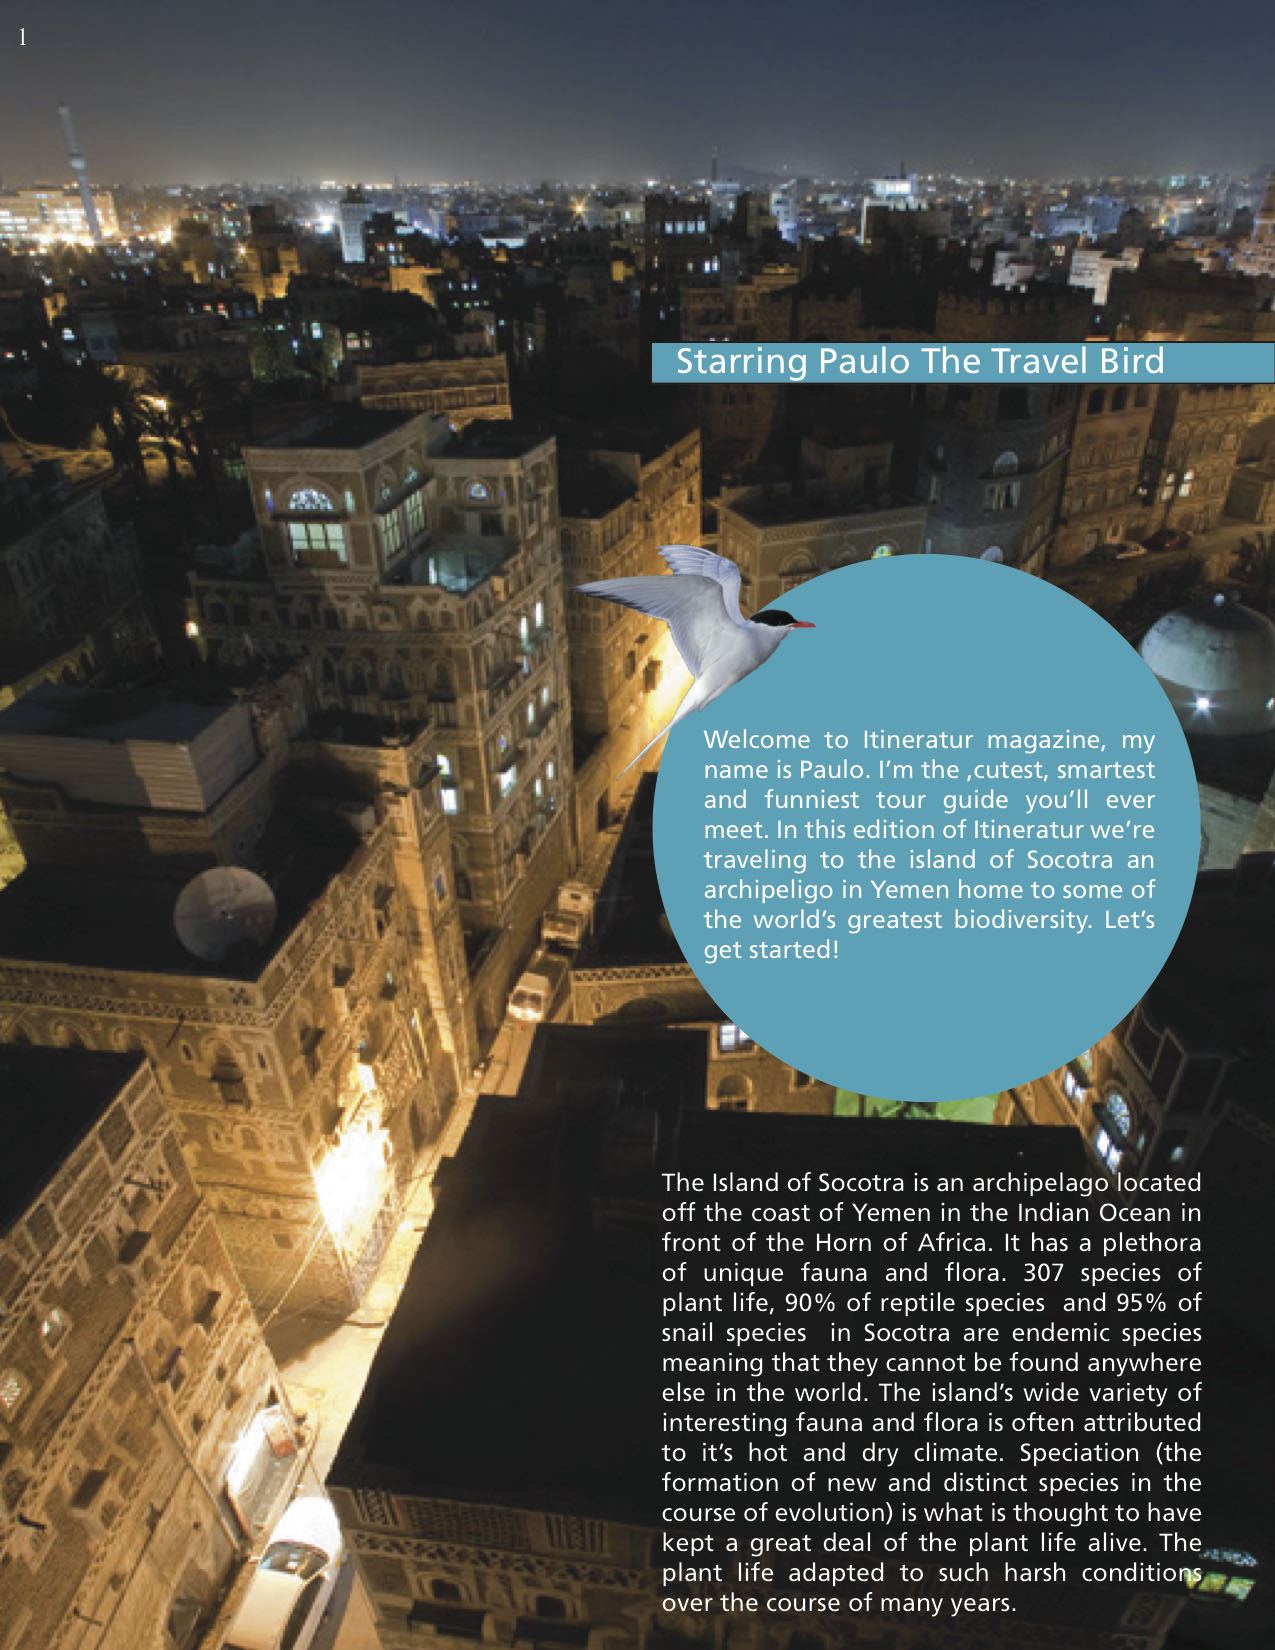 1
Starring Paulo The Travel Bird
Welcome to Itineratur magazine, my
name is Paulo. I’m the ,cutest, smartest
and funniest tour guide you’ll ever
meet. In this edition of Itineratur we’re
traveling to the island of Socotra an
archipeligo in Yemen home to some of
the world’s greatest biodiversity. Let’s
get started!
The Island of Socotra is an archipelago located
off the coast of Yemen in the Indian Ocean in
front of the Horn of Africa. It has a plethora
of unique fauna and flora. 307 species of
plant life, 90% of reptile species and 95% of
snail species in Socotra are endemic species
meaning that they cannot be found anywhere
else in the world. The island’s wide variety of
interesting fauna and flora is often attributed
to it’s hot and dry climate. Speciation (the
formation of new and distinct species in the
course of evolution) is what is thought to have
kept a great deal of the plant life alive. The
plant life adapted to such harsh conditions
over the course of many years.